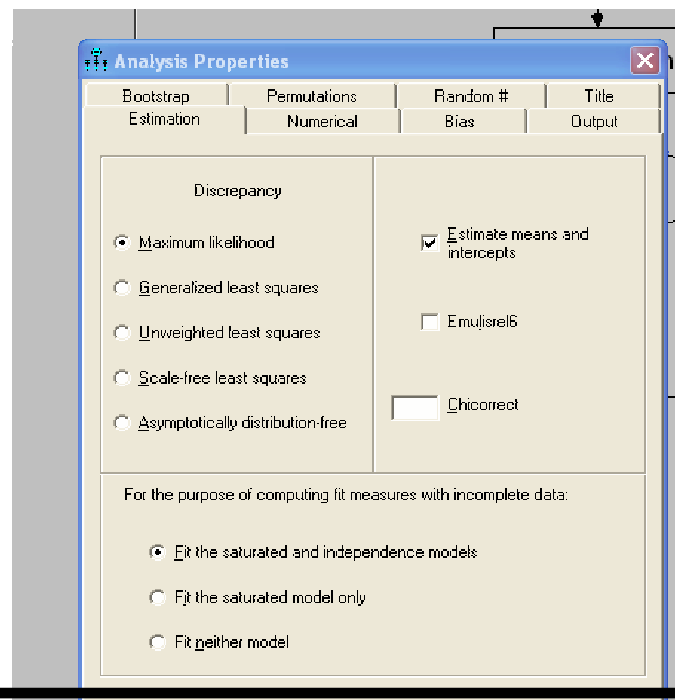 Analysis Properties
Bootstrap Permutations Random # Title
Estimation Numerical Bias Output
Discrepancy
Maximum likelihood
Generalized least squares
Unweighted least squares
Scale-free least squares
Asymptotically distribution-free
Estimate means and
intercepts
Emulisrel6
Chicorrect
For the purpose of computing fit measures with incomplete data:
Fit the saturated and independence models
Fit the saturated model only
Fit neither model